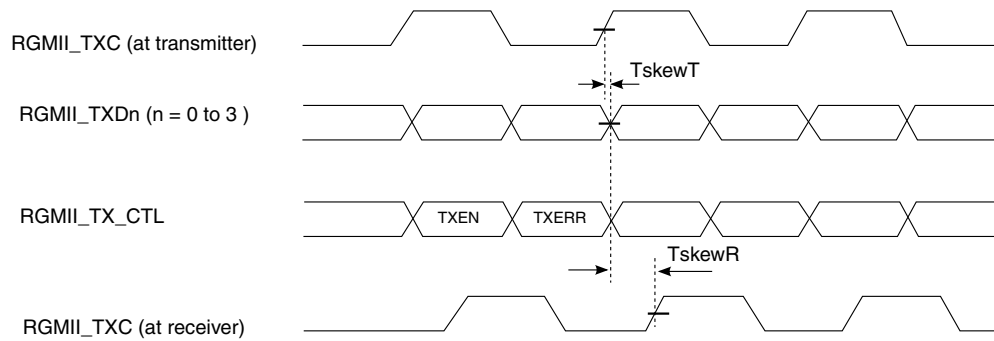 RGMII_TXC (at transmitter)
TskewT
RGMII_TXDn (n = 0 to 3 )
RGMII_TX_CTL
TXEN
TXERR
TskewR
RGMII_TXC (at receiver)